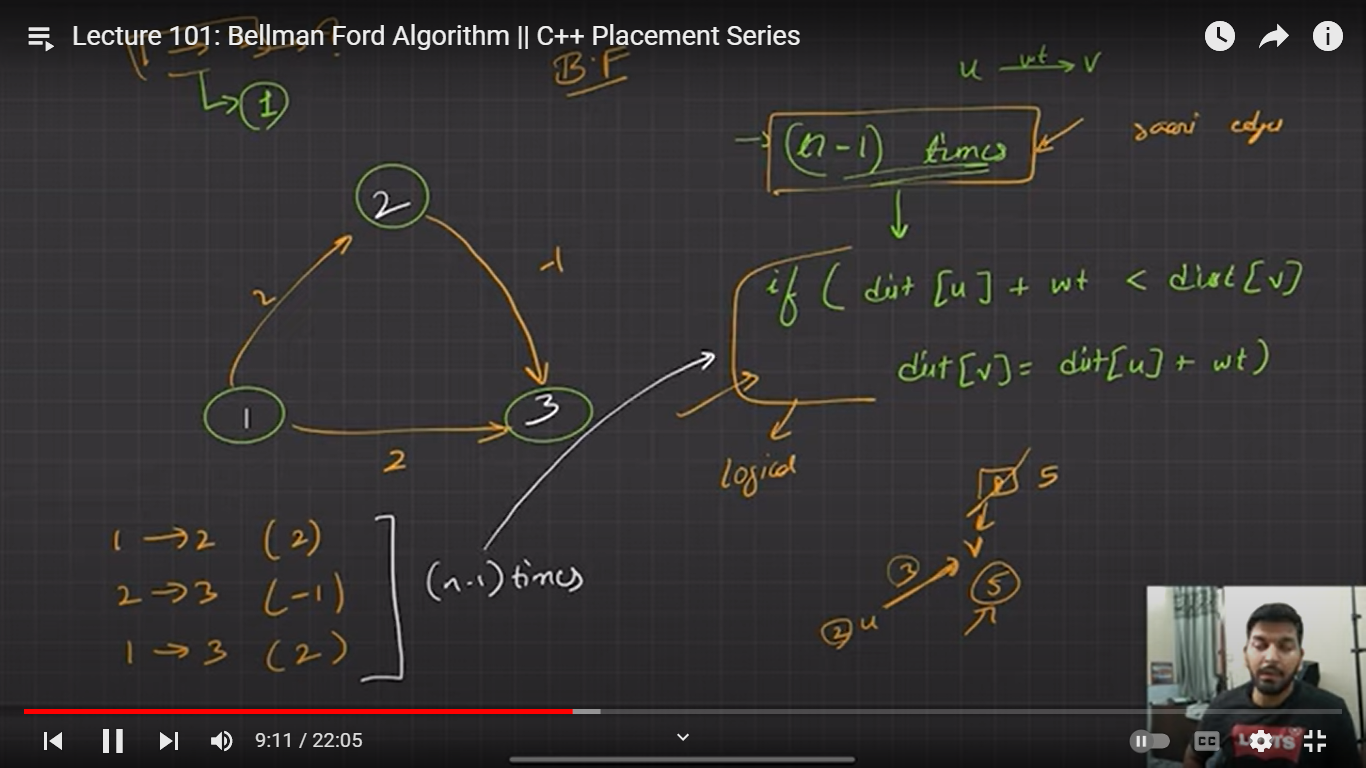 Lecture 101: Bellman Ford Algorithm || C++ Placement Series
1
B.F
u wt v
(n-1) times
saari edges
2
-1
2
if ( dist [u] + wt < dist [v]
dist [v] = dist [u] + wt )
1
3
2
logical
5
1 → 2 (2)
2 → 3 (-1)
1 → 3 (2)
(n-1) times
v
3
5
2 u
9:11 / 22:05
CC